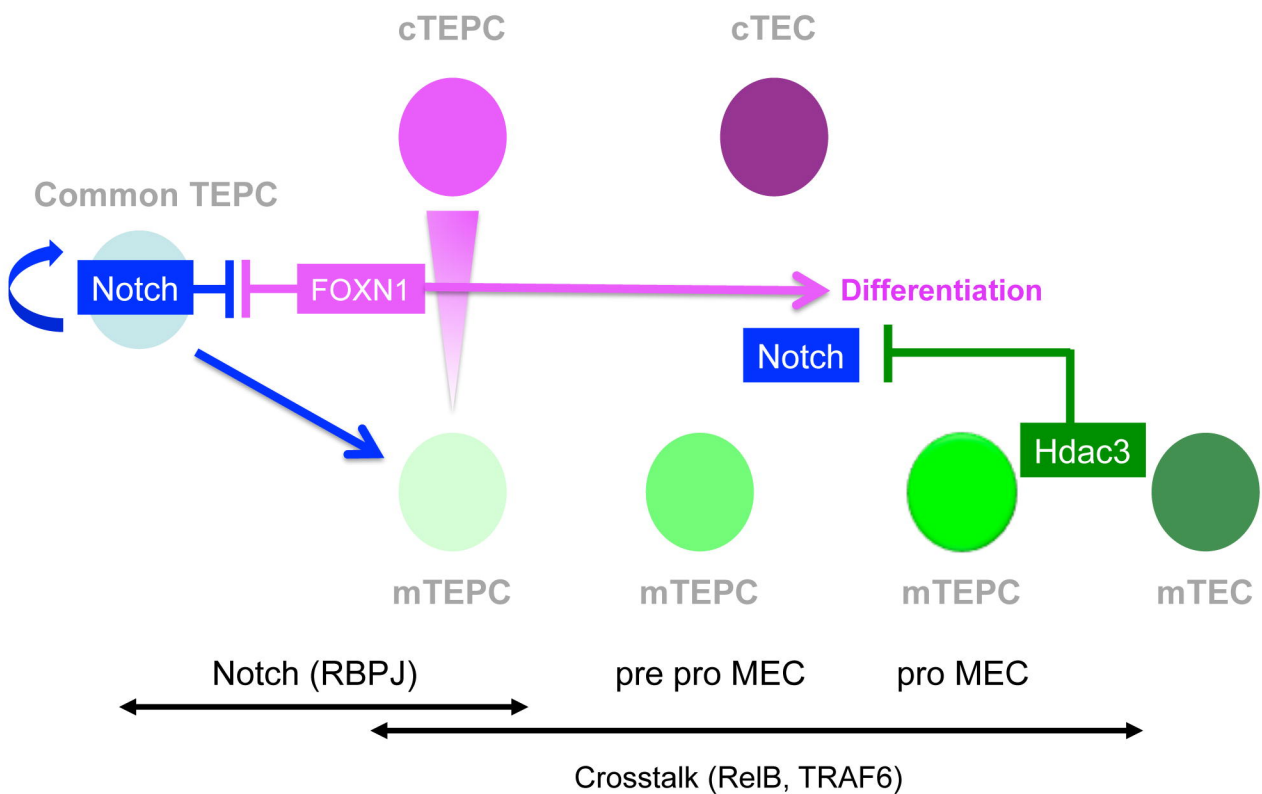 cTEPC
cTEC
Common TEPC
Notch
FOXN1
Differentiation
Notch
Hdac3
mTEPC
mTEPC
mTEPC
mTEC
Notch (RBPJ)
pre pro MEC
pro MEC
Crosstalk (RelB, TRAF6)